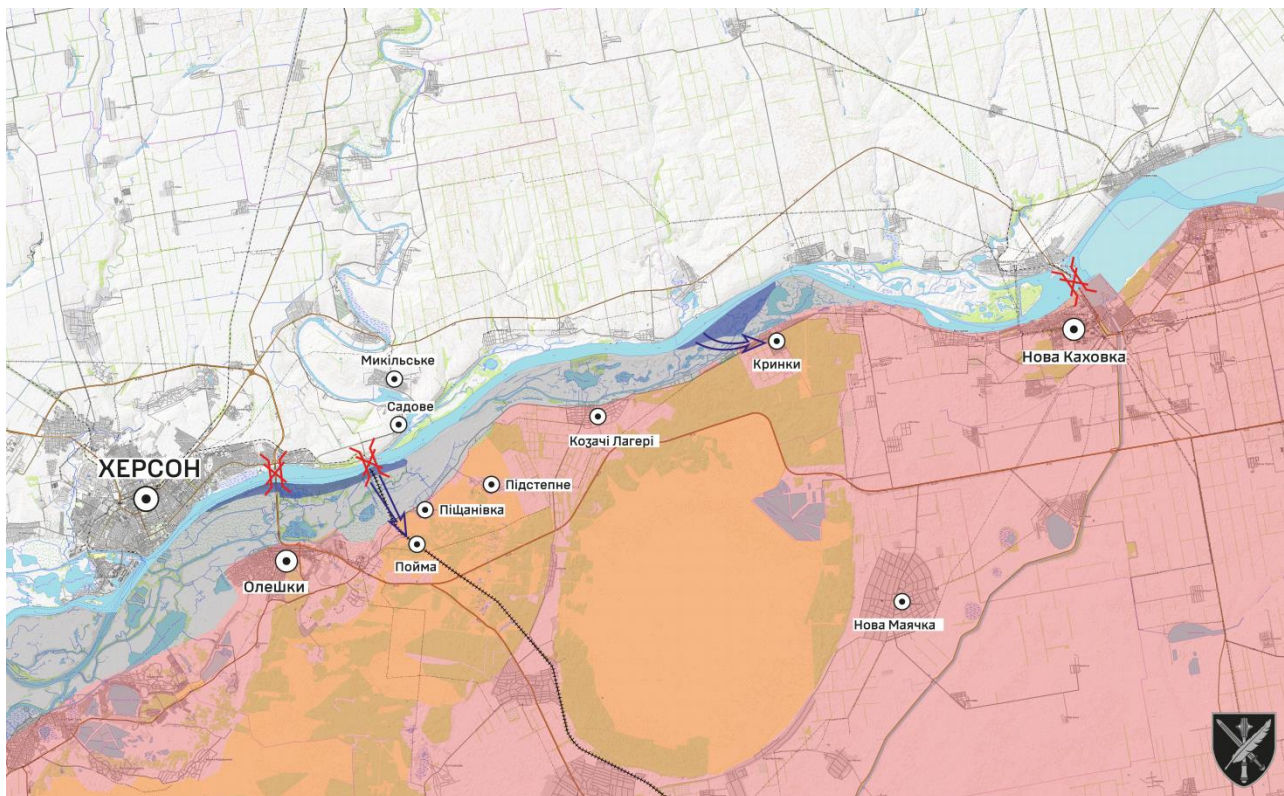 Микільське
Садове
ХЕРСОН
Олешки
Пойма
Піщанівка
Підстепне
Козачі Лагері
Кринки
Нова Каховка
Нова Маячка